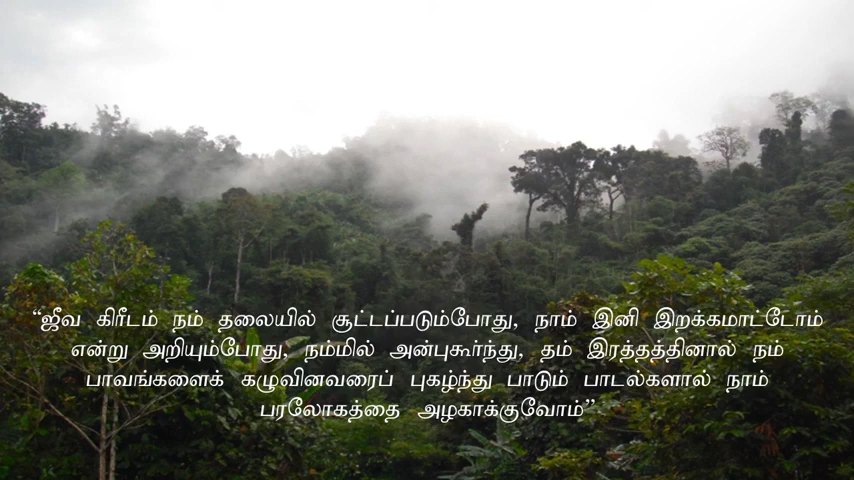 “ஜீவ கிரீடம் நம் தலையில் சூட்டப்படும்போது, நாம் இனி இறக்கமாட்டோம்
என்று அறியும்போது, நம்மில் அன்புகூர்ந்து, தம் இரத்தத்தினால் நம்
பாவங்களைக் கழுவினவரைப் புகழ்ந்து பாடும் பாடல்களால் நாம்
பரலோகத்தை அழகாக்குவோம்”